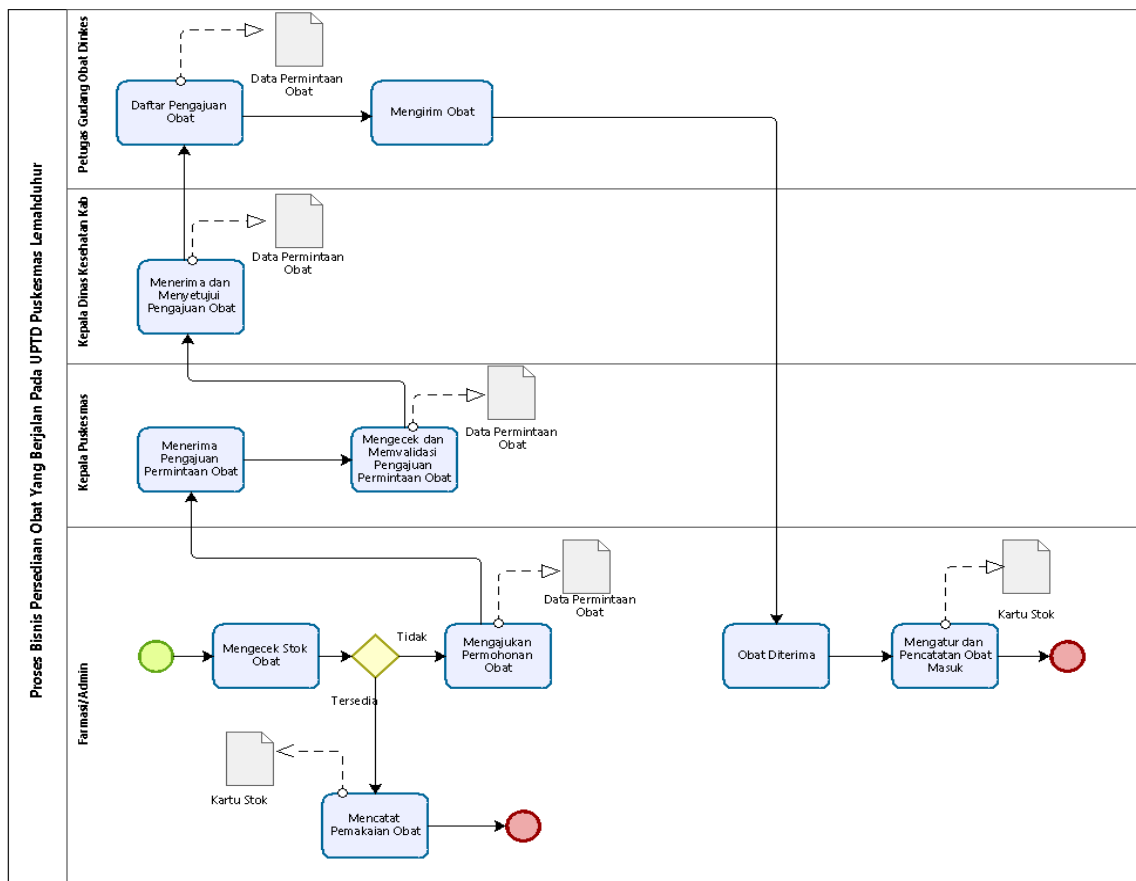 Proses Bisnis Persediaan Obat Yang Berjalan Pada UPTD Puskesmas Lemahduhur
Petugas Gudang Obat Dinkes
Data Permintaan
Obat
Daftar Pengajuan
Obat
Mengirim Obat
Kepala Dinas Kesehatan Kab
Data Permintaan
Obat
Menerima dan
Menyetujui
Pengajuan Obat
Kepala Puskesmas
Data Permintaan
Obat
Menerima
Pengajuan
Permintaan Obat
Mengecek dan
Memvalidasi
Pengajuan
Permintaan Obat
Farmasi/Admin
Data Permintaan
Obat
Kartu Stok
Mengecek Stok
Obat
Tidak
Mengajukan
Permohonan
Obat
Obat Diterima
Mengatur dan
Pencatatan Obat
Masuk
Tersedia
Kartu Stok
Mencatat
Pemakaian Obat